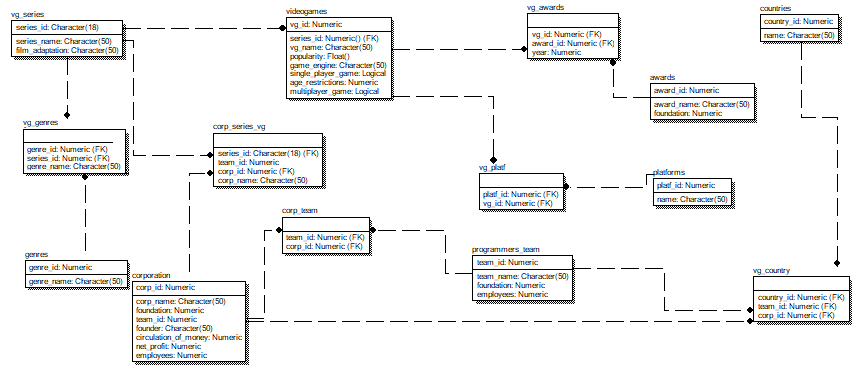 vg_series
series_id: Character(18)
series_name: Character(50)
film_adaptation: Character(50)
videogames
vg_id: Numeric
series_id: Numeric() (FK)
vg_name: Character(50)
popularity: Float()
game_engine: Character(50)
single_player_game: Logical
age_restrictions: Numeric
multiplayer_game: Logical
vg_awards
vg_id: Numeric (FK)
award_id: Numeric (FK)
year: Numeric
countries
country_id: Numeric
name: Character(50)
awards
award_id: Numeric
award_name: Character(50)
foundation: Numeric
vg_genres
genre_id: Numeric (FK)
series_id: Numeric (FK)
genre_name: Character(50)
corp_series_vg
series_id: Character(18) (FK)
team_id: Numeric
corp_id: Numeric (FK)
corp_name: Character(50)
vg_platf
platf_id: Numeric (FK)
vg_id: Numeric (FK)
platforms
platf_id: Numeric
name: Character(50)
corp_team
team_id: Numeric (FK)
corp_id: Numeric (FK)
programmers_team
team_id: Numeric
team_name: Character(50)
foundation: Numeric
employees: Numeric
genres
genre_id: Numeric
genre_name: Character(50)
corporation
corp_id: Numeric
corp_name: Character(50)
foundation: Numeric
team_id: Numeric
founder: Character(50)
circulation_of_money: Numeric
net_profit: Numeric
employees: Numeric
vg_country
country_id: Numeric (FK)
team_id: Numeric (FK)
corp_id: Numeric (FK)